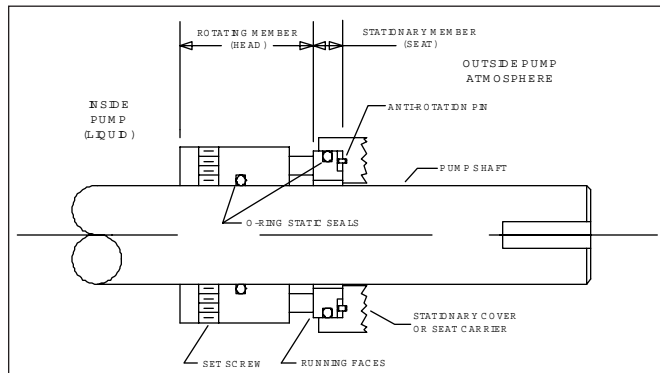 ROTATING MEMBER
(HEAD)
STATIONARY MEMBER
(SEAT)
OUTSIDE PUMP
ATMOSPHERE
INSIDE
PUMP
(LIQUID)
ANTI-ROTATION PIN
PUMP SHAFT
O-RING STATIC SEALS
STATIONARY COVER
OR SEAT CARRIER
SET SCREW
RUNNING FACES